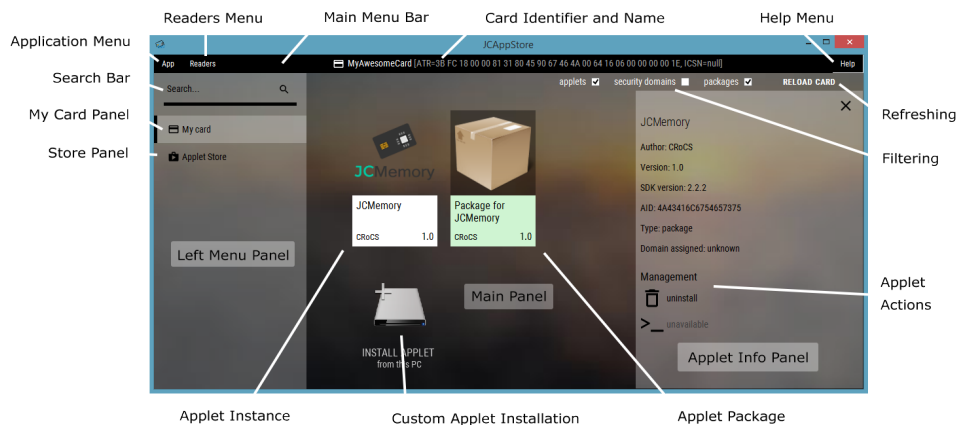 Readers Menu
Main Menu Bar
Card Identifier and Name
Help Menu
Application Menu
JCAppStore
App
Readers
MyAwesomeCard [ATR=3B FC 18 00 00 81 31 80 45 90 67 46 4A 00 64 16 06 00 00 00 00 1E, ICSN=null]
Help
Search Bar
Search...
applets
security domains
packages
RELOAD CARD
My Card Panel
My card
Refreshing
Store Panel
Applet Store
Filtering
JCMemory
JCMemory
CRoCS
1.0
Package for
JCMemory
CRoCS
1.0
JCMemory
Author: CRoCS
Version: 1.0
SDK version: 2.2.2
AID: 4A43416C6754657375
Type: package
Domain assigned: unknown
Management
uninstall
unavailable
Left Menu Panel
Main Panel
Applet
Actions
INSTALL APPLET
from this PC
Applet Info Panel
Applet Instance
Custom Applet Installation
Applet Package